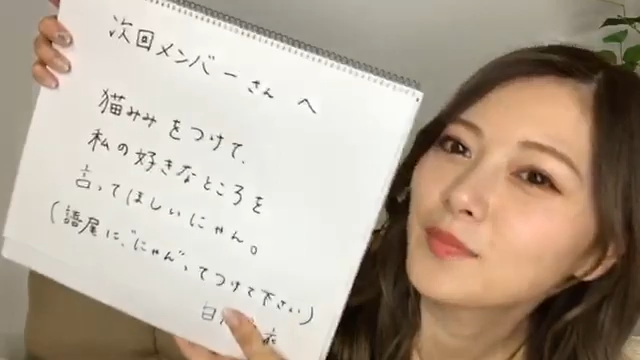 次回メンバーさん へ
猫みみをつけて、
私の好きなところを
言ってほしいにゃん。
(語尾に、"にゃん"ってつけて下さい)
白